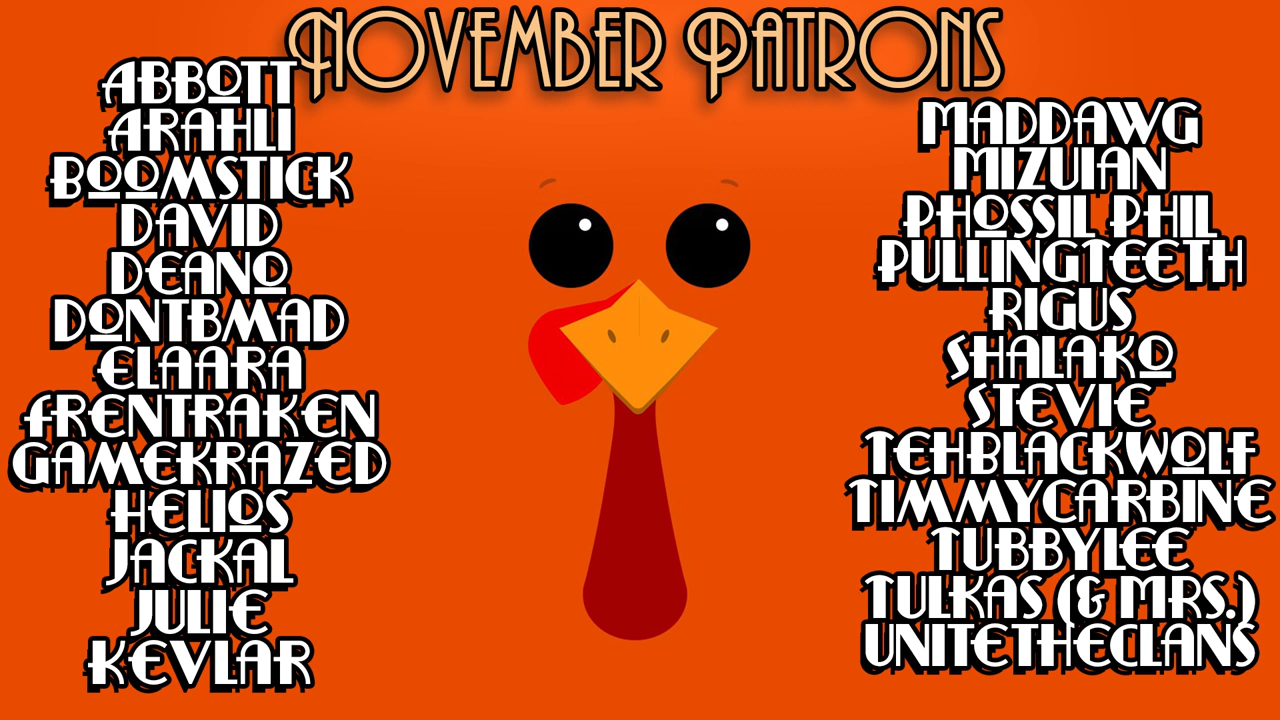 NOVEMBER PATRONS
ABBOTT
ARAHLI
BOOMSTICK
DAVID
DEANO
DONTBMAD
ELAARA
FRENTRAKEN
GAMEKRAZED
HELIOS
JACKAL
JULIE
KEVLAR
MADDAWG
MIZUIAN
PHOSSIL PHIL
PULLINGTEETH
RIGUS
SHALAKO
STEVIE
TEHBLACKWOLF
TIMMYCARBINE
TUBBYLEE
TULKAS (& MRS.)
UNITETHECLANS